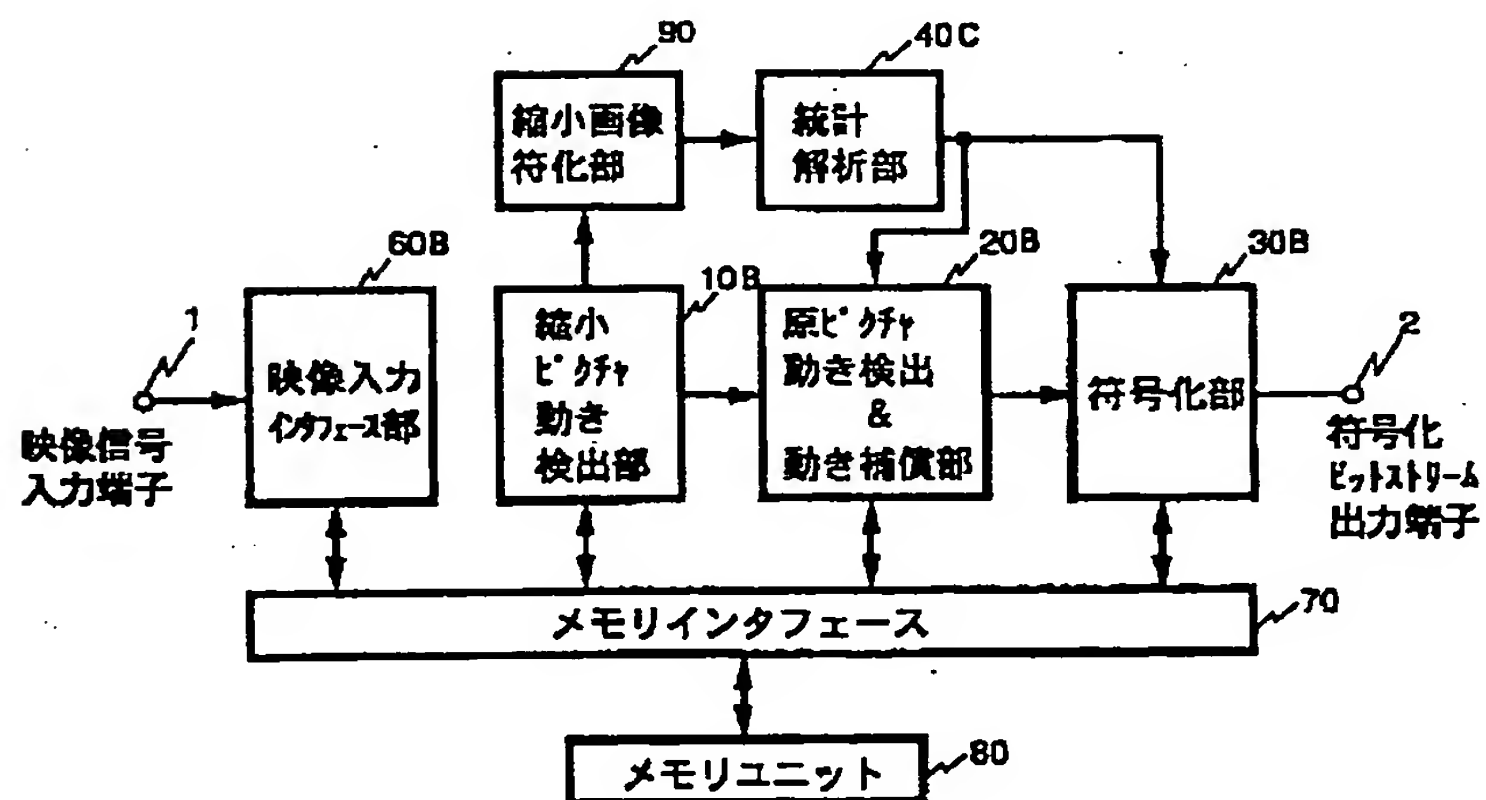 90
40C
縮小画像
符化部
統計
解析部
60B
10B
20B
30B
1
映像入力
インタフェース部
縮小
ピクチャ
動き
検出部
原ピクチャ
動き検出
&
動き補償部
符号化部
2
映像信号
入力端子
符号化
ビットストリーム
出力端子
メモリインタフェース
70
メモリユニット
80